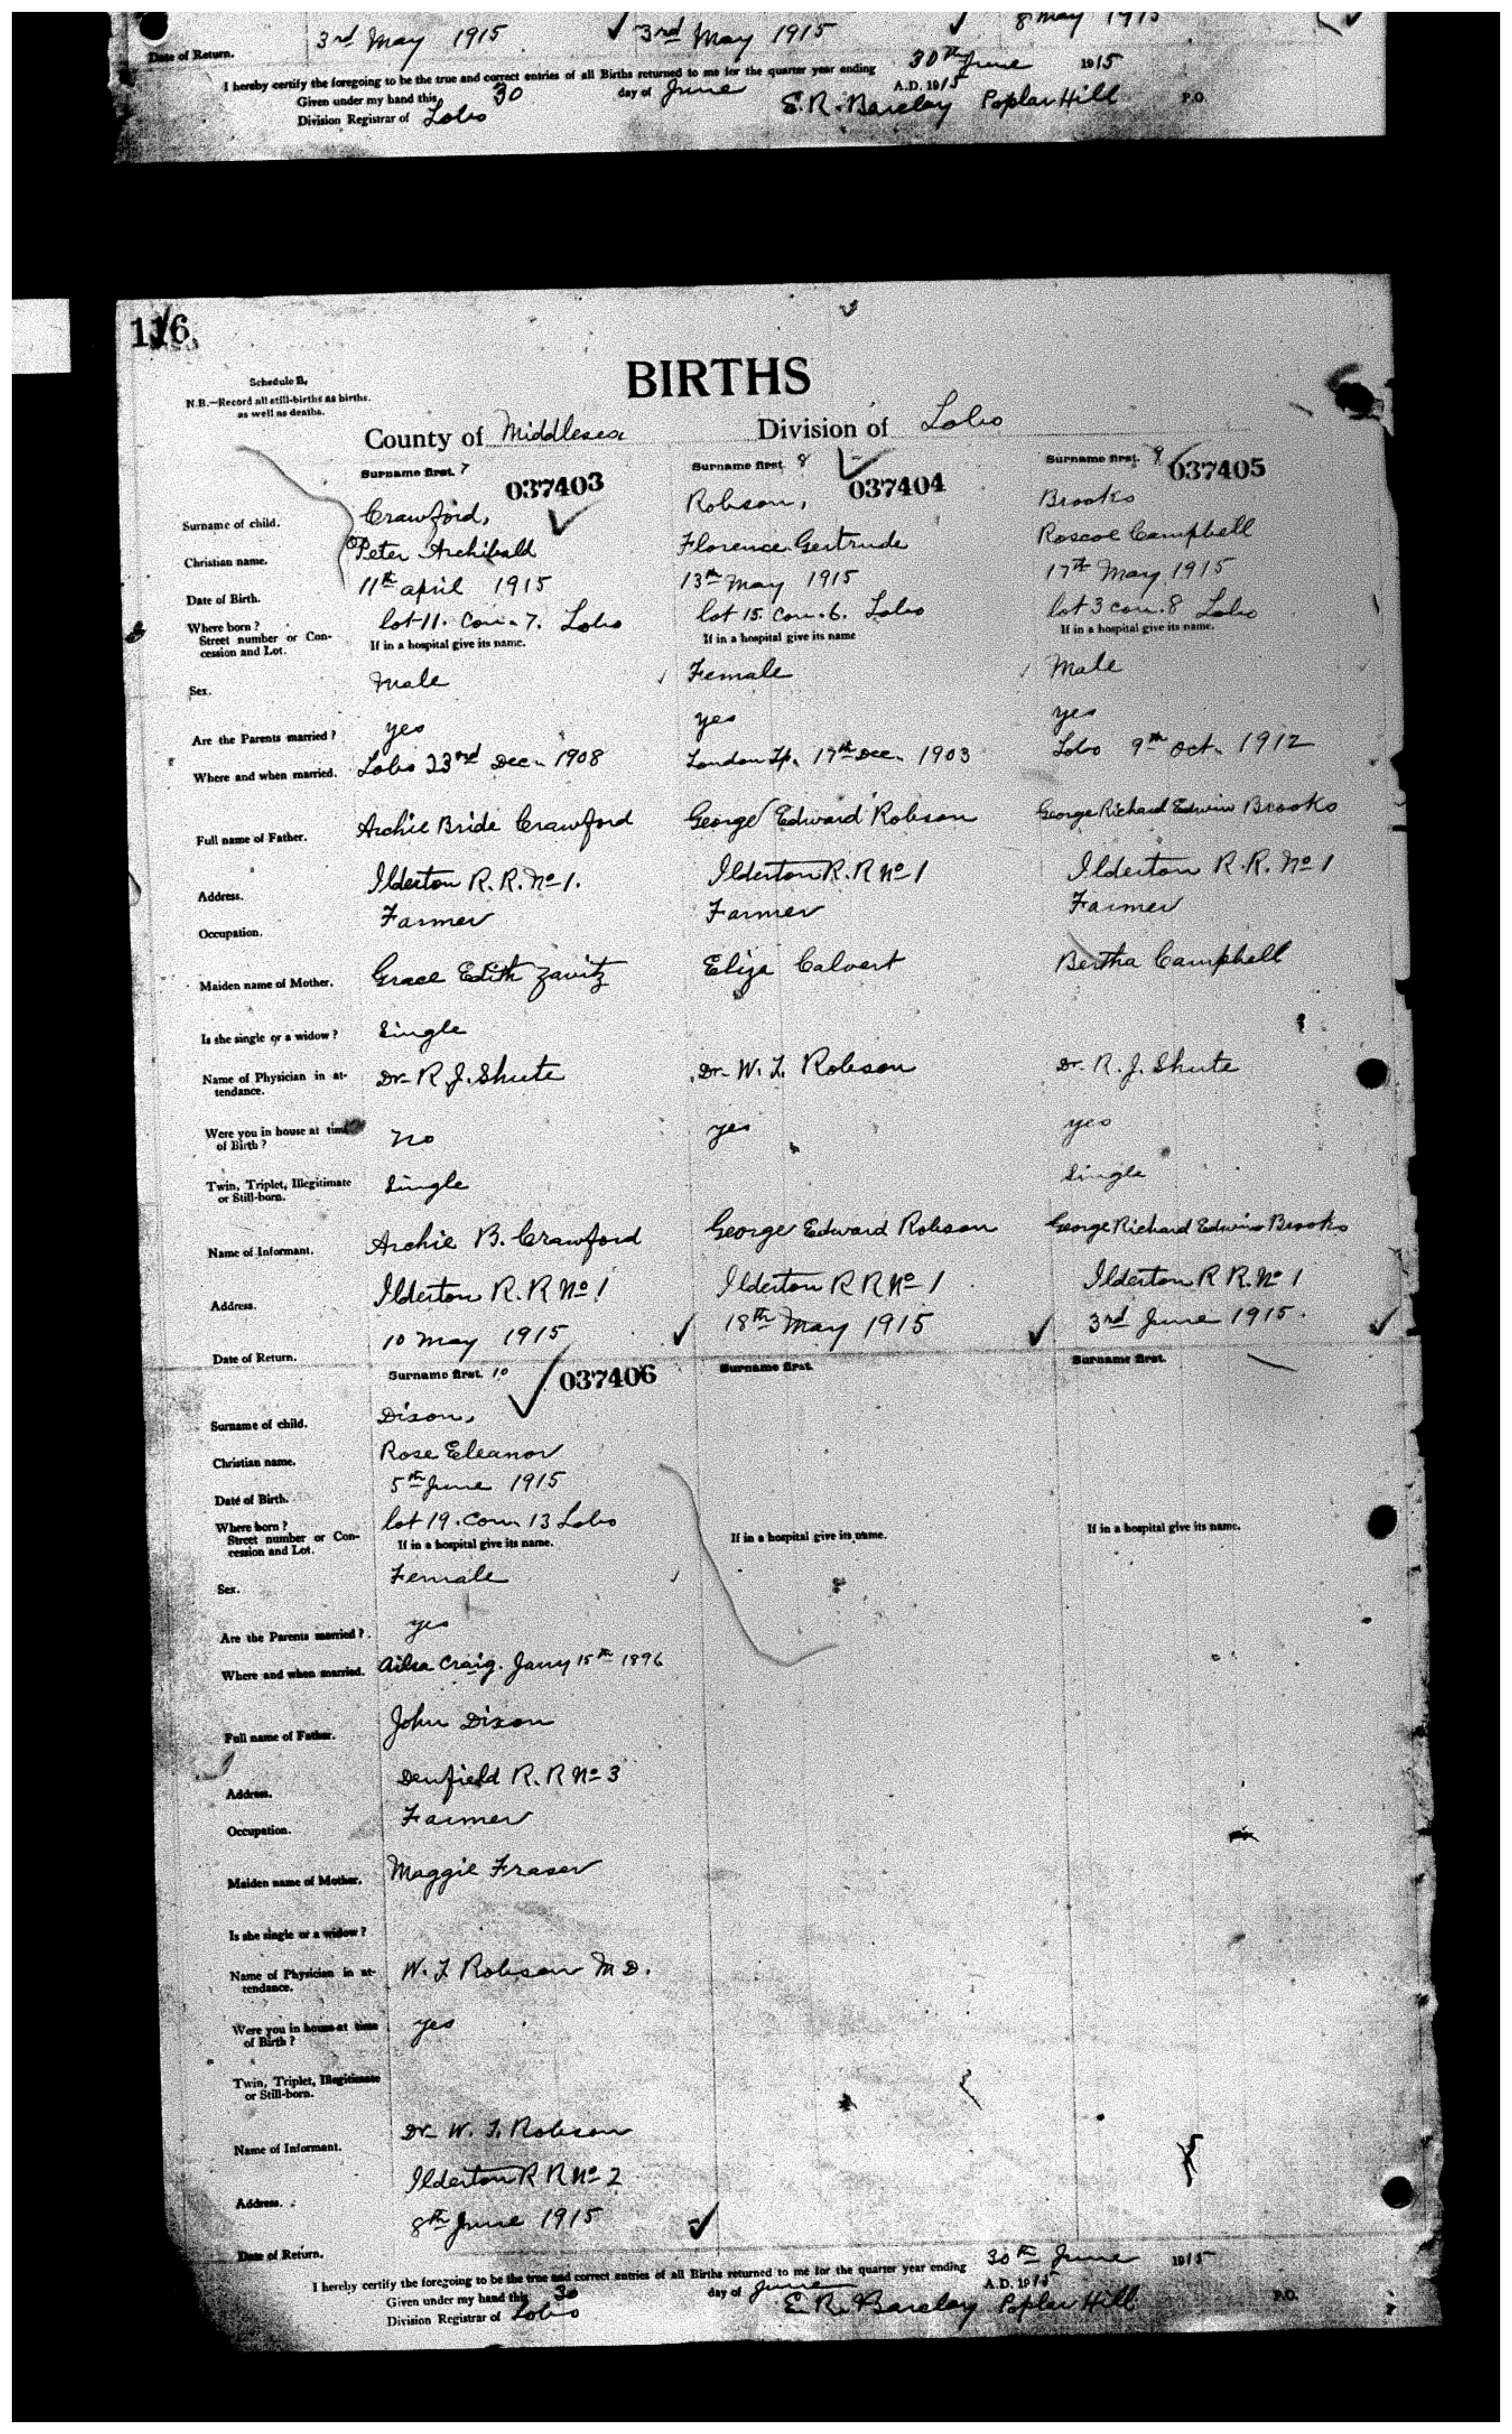 Date of Return. 3rd May 1915 3rd May 1915 8 May 1915
I hereby certify the foregoing to be the true and correct entries of all Births returned to me for the quarter year ending 30th June 1915
Given under my hand this 30 day of June A.D. 1915
Division Registrar of Lobo E. R. Barclay Poplar Hill P.O.
116
Schedule B,
N.B.—Record all still-births as births.
as well as deaths.
BIRTHS
County of Middlesex Division of Lobo
Surname first. 7 Surname first. 8 Surname first. 9
037403 037404 037405
Surname of child. Crawford, Robson, Brooks
Christian name. Peter Archibald Florence Gertrude Roscoe Campbell
Date of Birth. 11th april 1915 13th May 1915 17th May 1915
Where born? lot 11. Con. 7. Lobo lot 15. Con. 6. Lobo lot 3 con. 8 Lobo
Street number or Con-
cession and Lot. If in a hospital give its name. If in a hospital give its name If in a hospital give its name.
Sex. Male Female Male
Are the Parents married? yes yes yes
Where and when married. Lobo 23rd Dec. 1908 London Tp. 17th Dec. 1903 Lobo 9th Oct. 1912
Full name of Father. Archie Bride Crawford George Edward Robson George Richard Edwin Brooks
Address. Ilderton R. R. No 1. Ilderton R. R No 1 Ilderton R. R. No 1
Occupation. Farmer Farmer Farmer
Maiden name of Mother. Grace Edith Zavitz Eliza Calvert Bertha Campbell
Is she single or a widow? Single
Name of Physician in at-
tendance. Dr. R. J. Shute Dr. W. T. Robson Dr. R. J. Shute
Were you in house at time
of Birth? no yes yes
Twin, Triplet, Illegitimate
or Still-born. Single Single
Name of Informant. Archie B. Crawford George Edward Robson George Richard Edwin Brooks
Address. Ilderton R. R No 1 Ilderton R R No 1 Ilderton R R. No 1
Date of Return. 10 May 1915 18th May 1915 3rd June 1915.
Surname first. 10 037406 Surname first. Surname first.
Surname of child. Dixon,
Christian name. Rose Eleanor
Date of Birth. 5th June 1915
Where born? lot 19. Con. 13 Lobo
Street number or Con-
cession and Lot. If in a hospital give its name. If in a hospital give its name. If in a hospital give its name.
Sex. Female
Are the Parents married? yes
Where and when married. Ailsa Craig. Jany 15th 1896
Full name of Father. John Dixon
Address. Denfield R. R No 3
Occupation. Farmer
Maiden name of Mother. Maggie Fraser
Is she single or a widow?
Name of Physician in at-
tendance. W. T Robson M D.
Were you in house at time
of Birth? yes
Twin, Triplet, Illegitimate
or Still-born.
Name of Informant. Dr. W. T. Robson
Address. Ilderton R R No 2
Date of Return. 8th June 1915
I hereby certify the foregoing to be the true and correct entries of all Births returned to me for the quarter year ending 30th June 1915
Given under my hand this 30 day of June A.D. 1915
Division Registrar of Lobo E. R. Barclay Poplar Hill P.O.